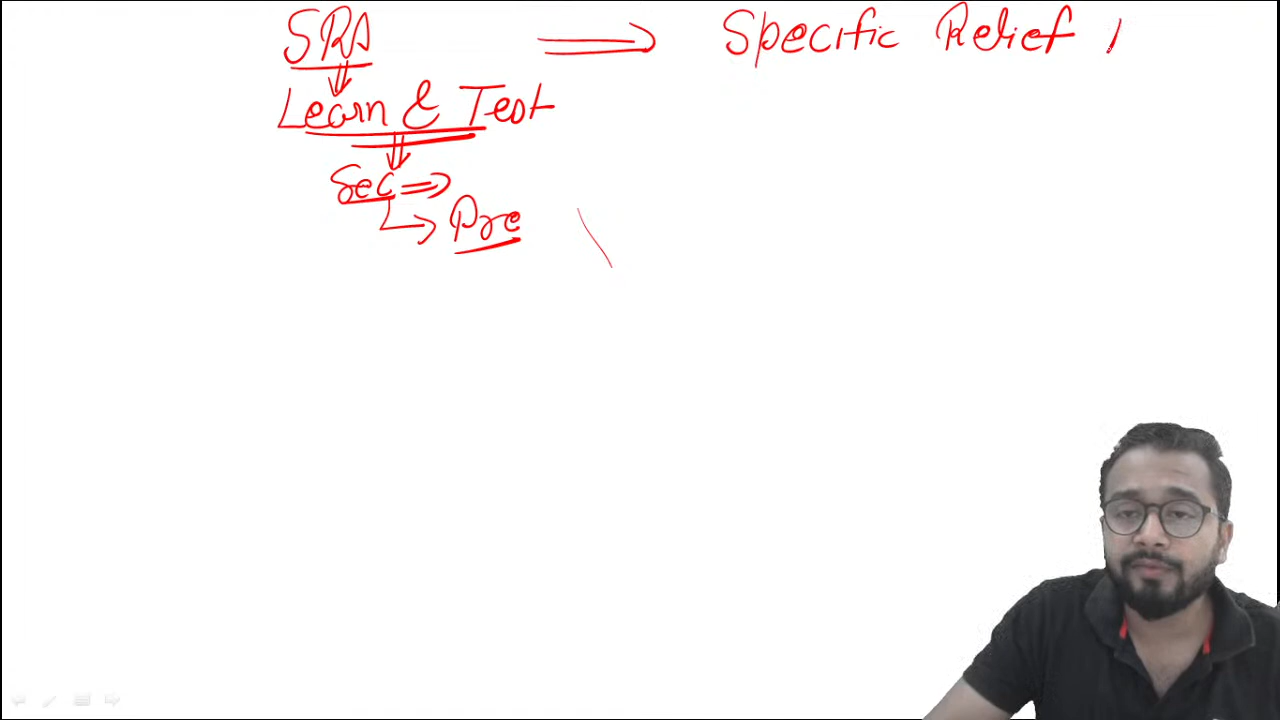 SRA ⟹ Specific Relief
Learn & Test
Sec ⇒
↳ Pre